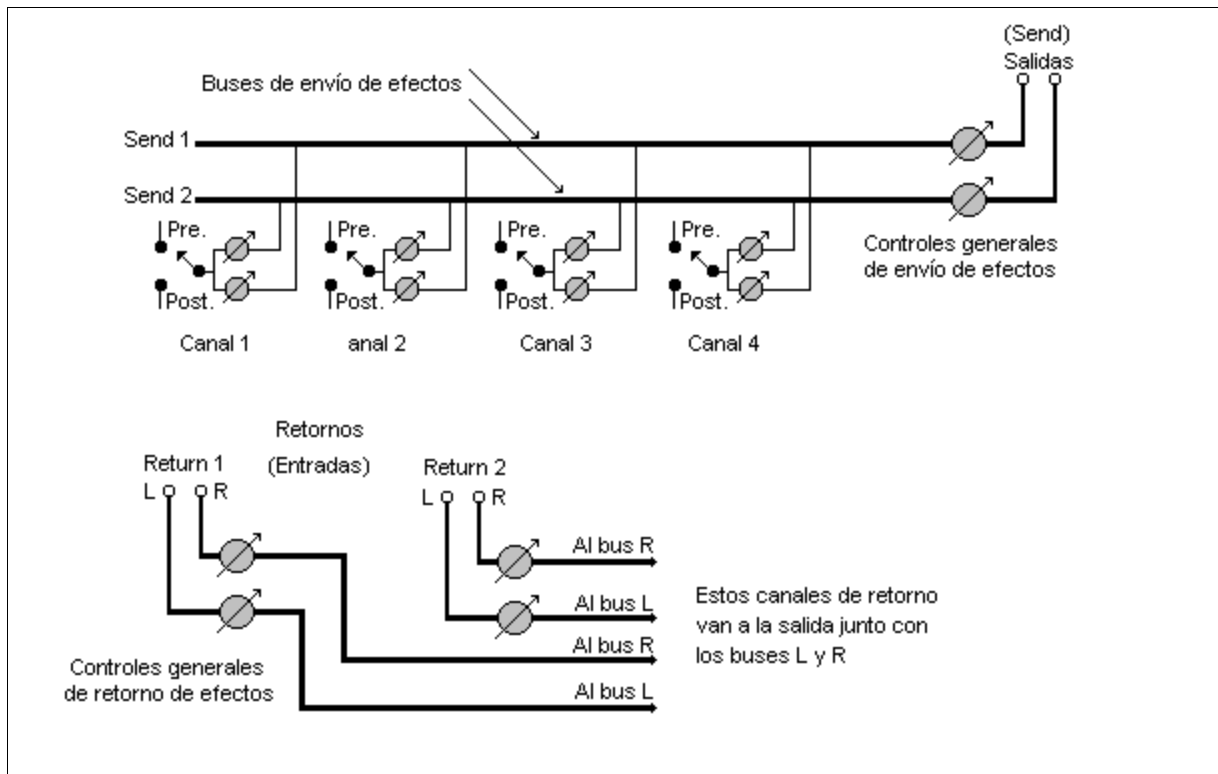 (Send)
Salidas
Buses de envío de efectos
Send 1
Send 2
Pre.
Pre.
Pre.
Pre.
Controles generales
de envío de efectos
Post.
Post.
Post.
Post.
Canal 1
anal 2
Canal 3
Canal 4
Retornos
(Entradas)
Return 1
L
R
Return 2
L
R
Al bus R
Al bus L
Al bus R
Al bus L
Estos canales de retorno
van a la salida junto con
los buses L y R
Controles generales
de retorno de efectos